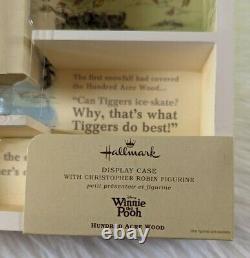 The first snowfall had covered
the Hundred Acre Wood.
"Can Tiggers ice-skate?
Why, that's what
Tiggers do best!"
Hallmark
DISPLAY CASE
WITH CHRISTOPHER ROBIN FIGURINE
petit présentoir et figurine
Disney
Winnie
the
Pooh
HUNDRED ACRE WOOD